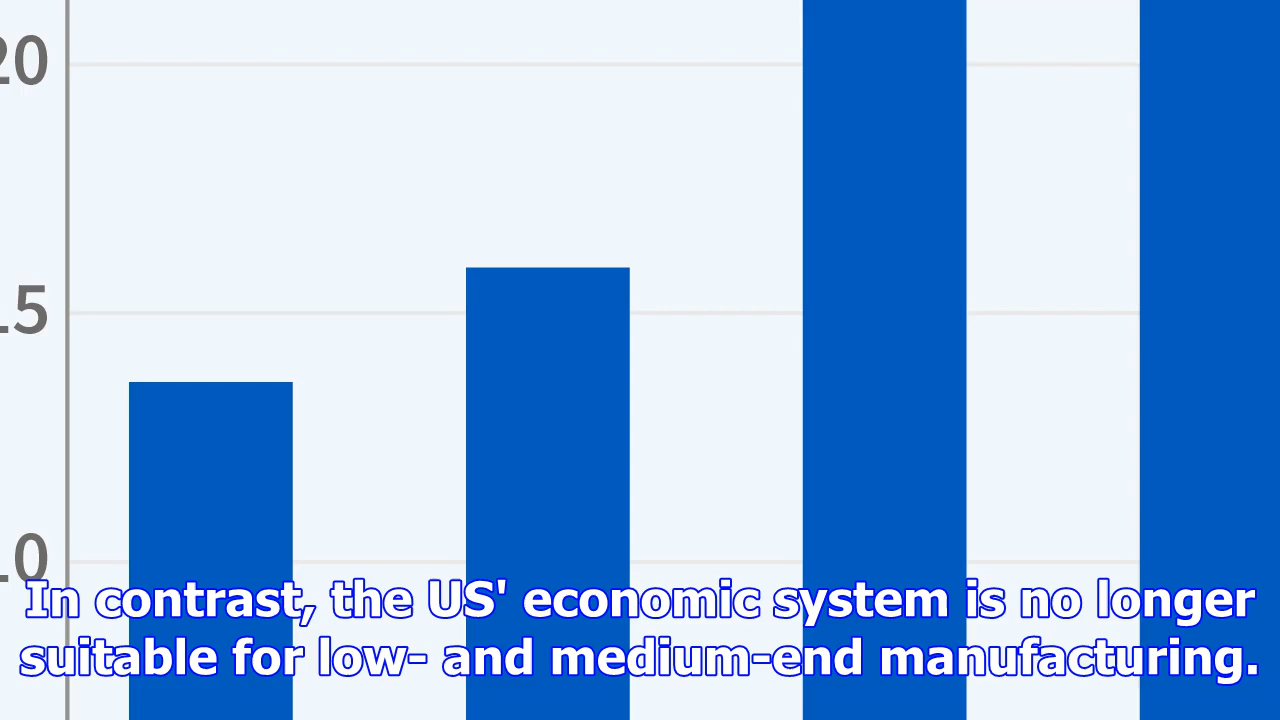 20
15
10
In contrast, the US' economic system is no longer
suitable for low- and medium-end manufacturing.